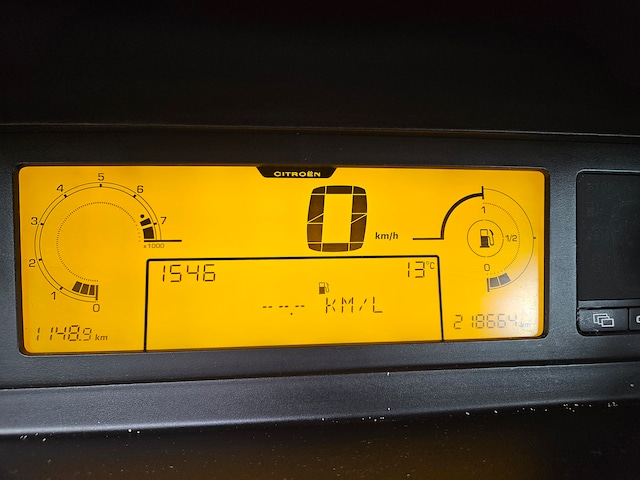 CITROËN
5
4
6
3
7
x1000
2
1
0
0
km/h
1
1/2
0
1546
13°C
--.- KM/L
1148.9 km
218664 km